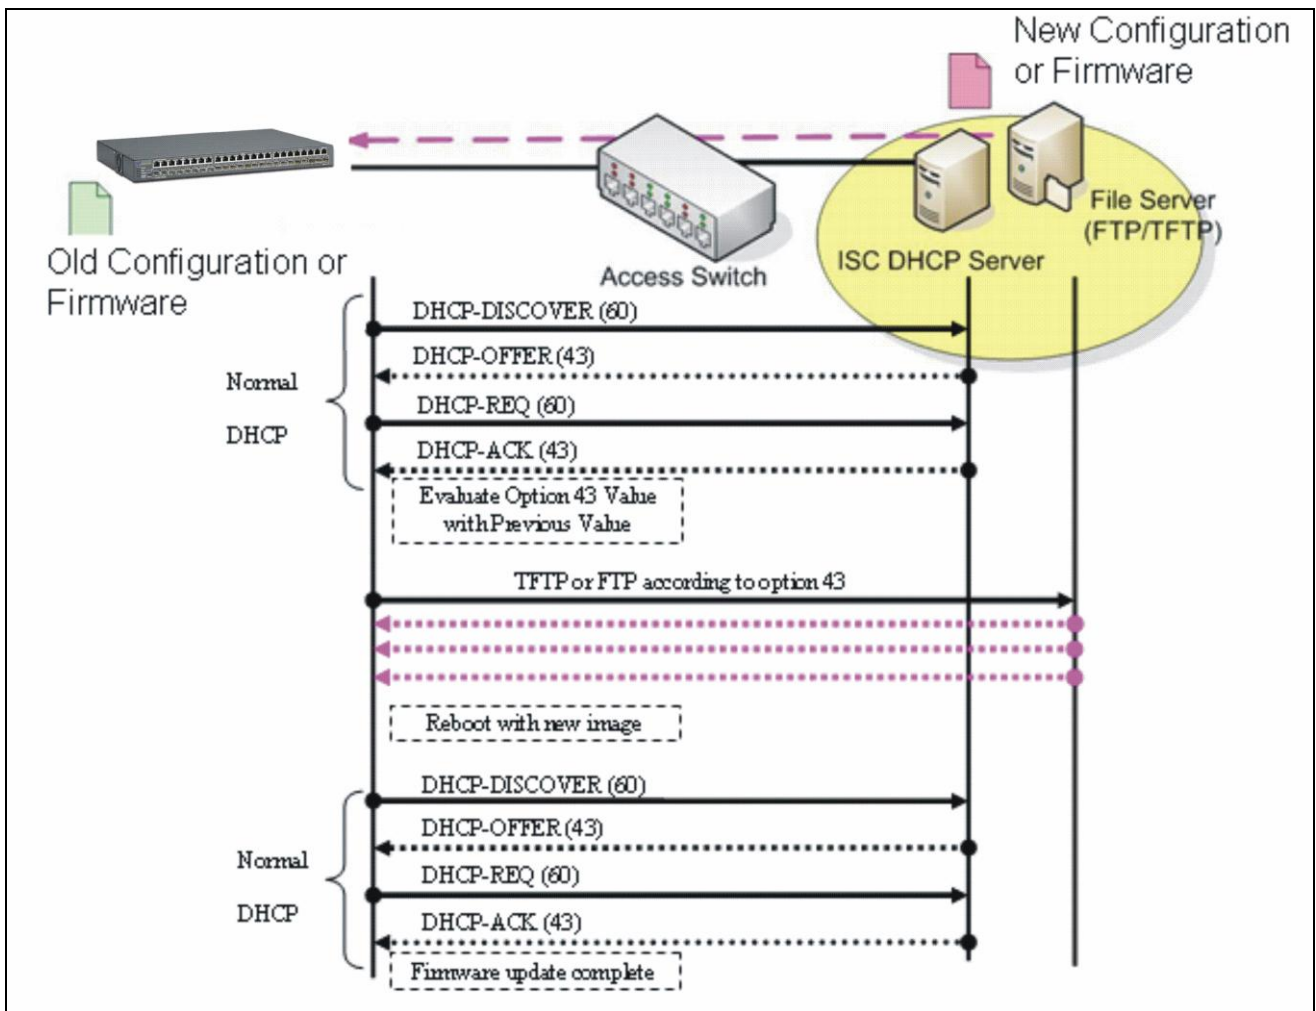 New Configuration
or Firmware
File Server
(FTP/TFTP)
ISC DHCP Server
Access Switch
Old Configuration or
Firmware
DHCP-DISCOVER (60)
DHCP-OFFER (43)
Normal
DHCP-REQ (60)
DHCP
DHCP-ACK (43)
Evaluate Option 43 Value
with Previous Value
TFTP or FTP according to option 43
Reboot with new image
DHCP-DISCOVER (60)
DHCP-OFFER (43)
Normal
DHCP-REQ (60)
DHCP
DHCP-ACK (43)
Firmware update complete